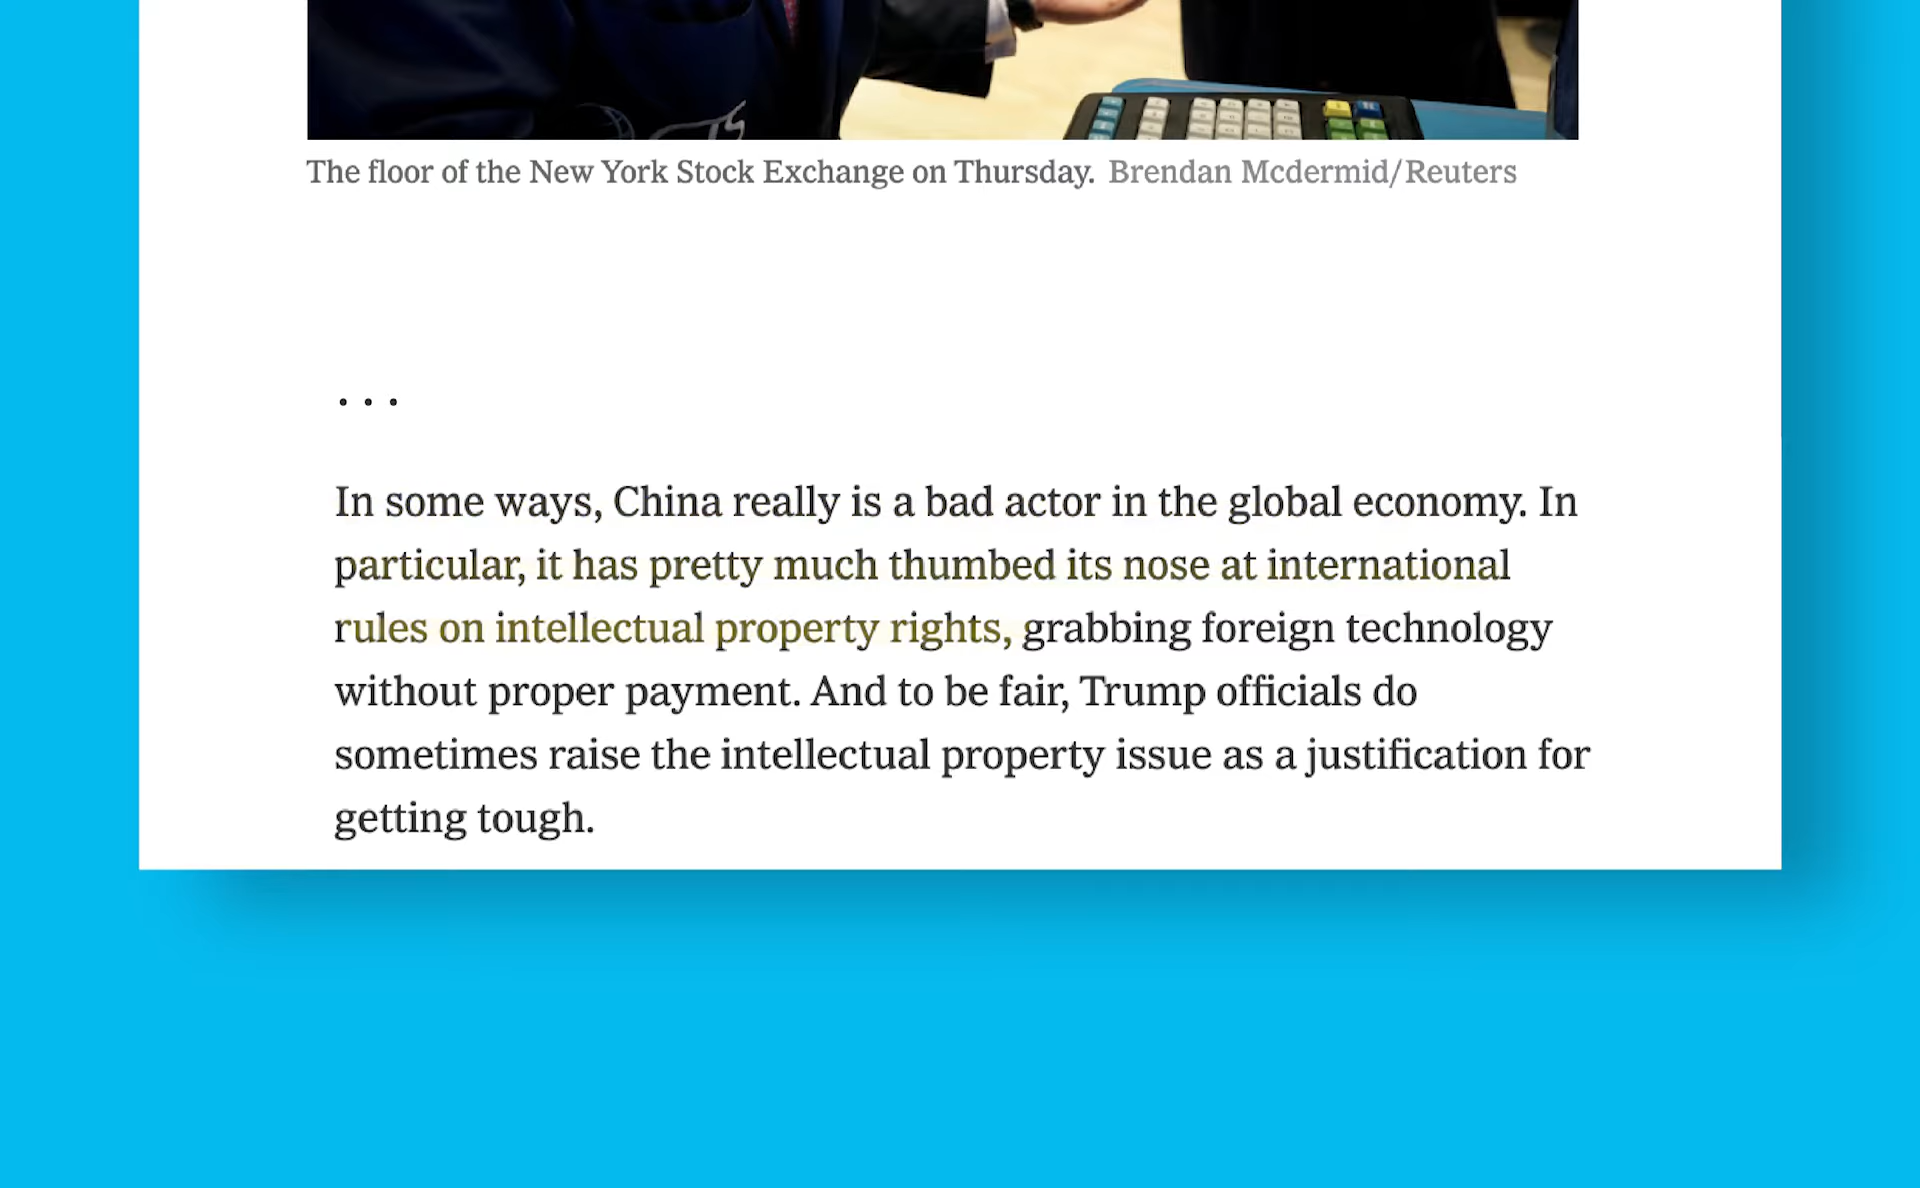 The floor of the New York Stock Exchange on Thursday. Brendan Mcdermid/Reuters
. . .
In some ways, China really is a bad actor in the global economy. In
particular, it has pretty much thumbed its nose at international
rules on intellectual property rights, grabbing foreign technology
without proper payment. And to be fair, Trump officials do
sometimes raise the intellectual property issue as a justification for
getting tough.